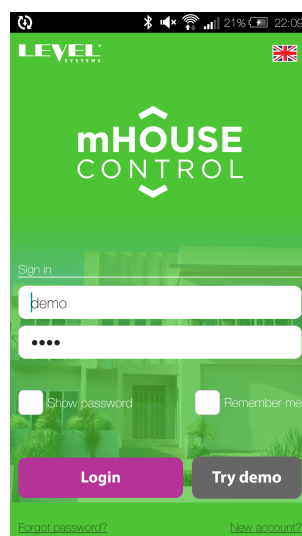 21% 22:09
LEVEL
SYSTEMS
mHOUSE
CONTROL
Sign in
demo
••••
Show password Remember me
Login Try demo
Forgot password? New account?